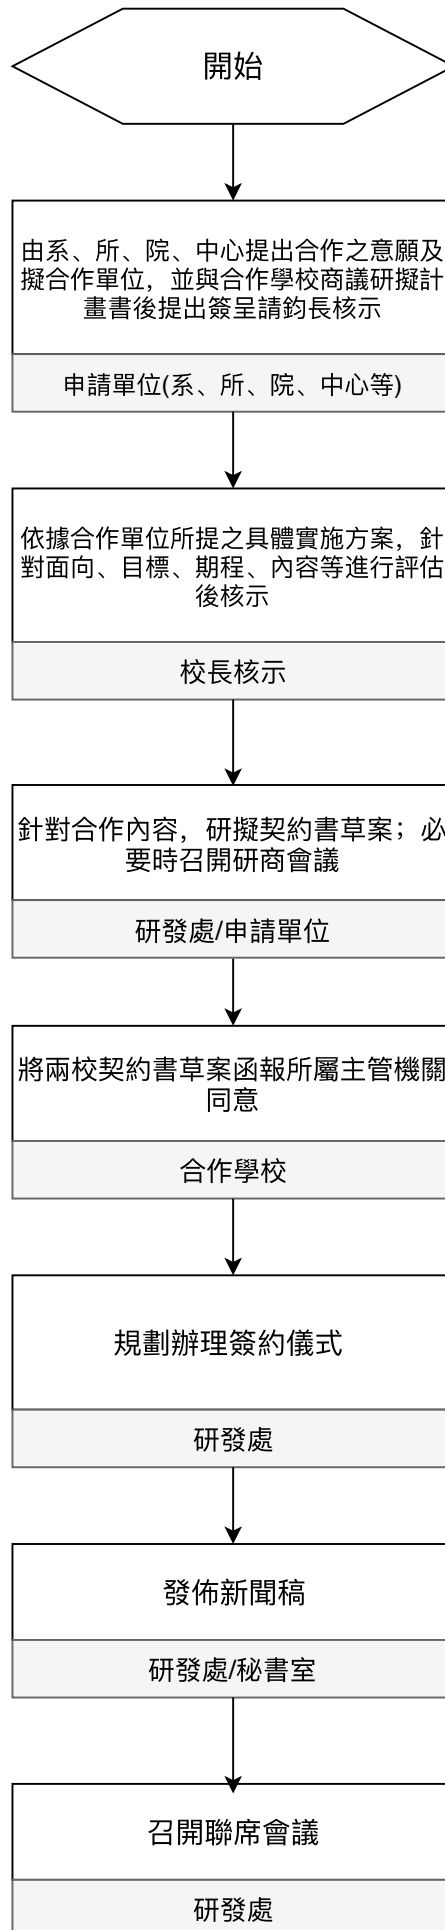 開始
由系、所、院、中心提出合作之意願及
擬合作單位，並與合作學校商議研擬計
畫書後提出簽呈請鈞長核示
申請單位(系、所、院、中心等)
依據合作單位所提之具體實施方案，針
對面向、目標、期程、內容等進行評估
後核示
校長核示
針對合作內容，研擬契約書草案；必
要時召開研商會議
研發處/申請單位
將兩校契約書草案函報所屬主管機關
同意
合作學校
規劃辦理簽約儀式
研發處
發佈新聞稿
研發處/秘書室
召開聯席會議
研發處